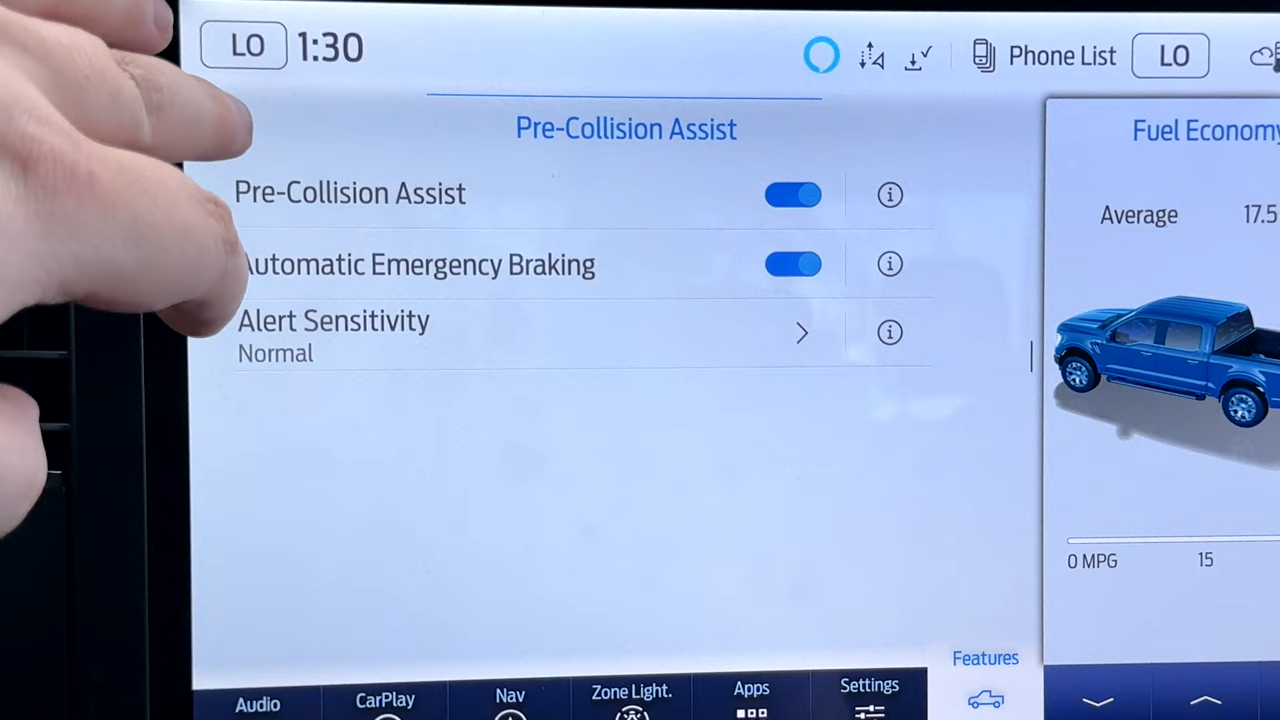 LO 1:30 Phone List LO
Pre-Collision Assist
Fuel Economy
Pre-Collision Assist
Average 17.5
Automatic Emergency Braking
Alert Sensitivity
Normal
0 MPG 15
Features
Audio CarPlay Nav Zone Light. Apps Settings